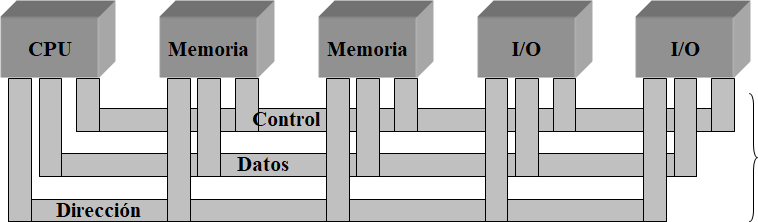 CPU
Memoria
Memoria
I/O
I/O
Control
Datos
Dirección